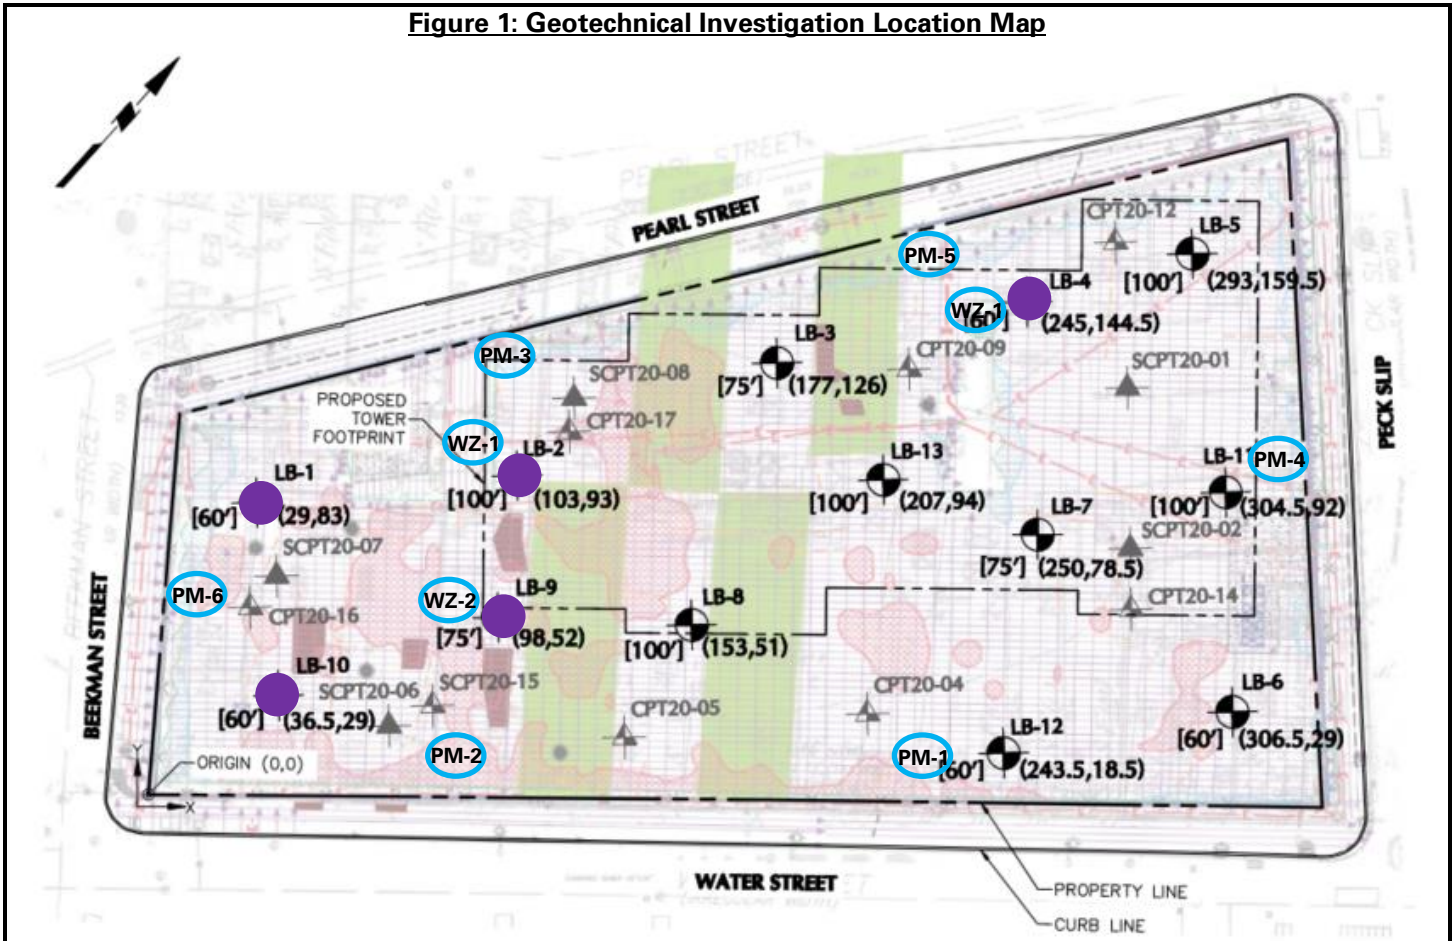 Figure 1: Geotechnical Investigation Location Map
PEARL STREET
PEARL STREET
CPT20-12
LB-5
[100'] (293,159.5)
PM-5
LB-4
WZ-1
(245,144.5)
LB-3
[75'] (177,126)
CPT20-09
SCPT20-01
PM-3
SCPT20-08
CPT20-17
PROPOSED
TOWER
FOOTPRINT
WZ-1
LB-2
[100'] (103,93)
LB-13
[100'] (207,94)
PM-4
[100'] (304.5,92)
PECK SLIP
LB-1
[60'] (29,83)
SCPT20-07
LB-7
[75'] (250,78.5)
SCPT20-02
PM-6
CPT20-16
WZ-2
LB-9
[75'] (98,52)
LB-8
[100'] (153,51)
CPT20-14
BEEKMAN STREET
LB-10
[60'] (36.5,29)
SCPT20-06
SCPT20-15
CPT20-05
CPT20-04
LB-6
[60'] (306.5,29)
PM-2
PM-1
LB-12
[60'] (243.5,18.5)
ORIGIN (0,0)
Y
X
WATER STREET
PROPERTY LINE
CURB LINE